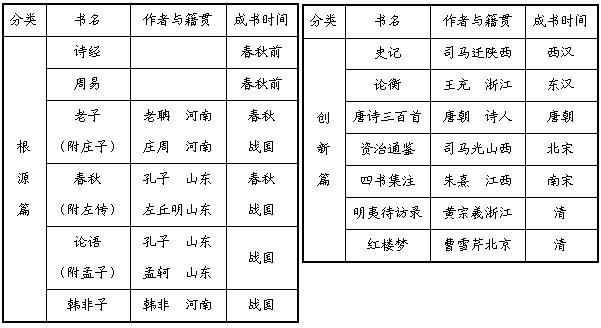 分类 书名 作者与籍贯 成书时间
根源篇
诗经 春秋前
周易 春秋前
老子 老聃 河南 春秋
（附庄子） 庄周 河南 战国
春秋 孔子 山东 春秋
（附左传） 左丘明山东 战国
论语 孔子 山东 战国
（附孟子） 孟轲 山东
韩非子 韩非 河南 战国
分类 书名 作者与籍贯 成书时间
创新篇
史记 司马迁陕西 西汉
论衡 王充 浙江 东汉
唐诗三百首 唐朝 诗人 唐朝
资治通鉴 司马光山西 北宋
四书集注 朱熹 江西 南宋
明夷待访录 黄宗羲浙江 清
红楼梦 曹雪芹北京 清